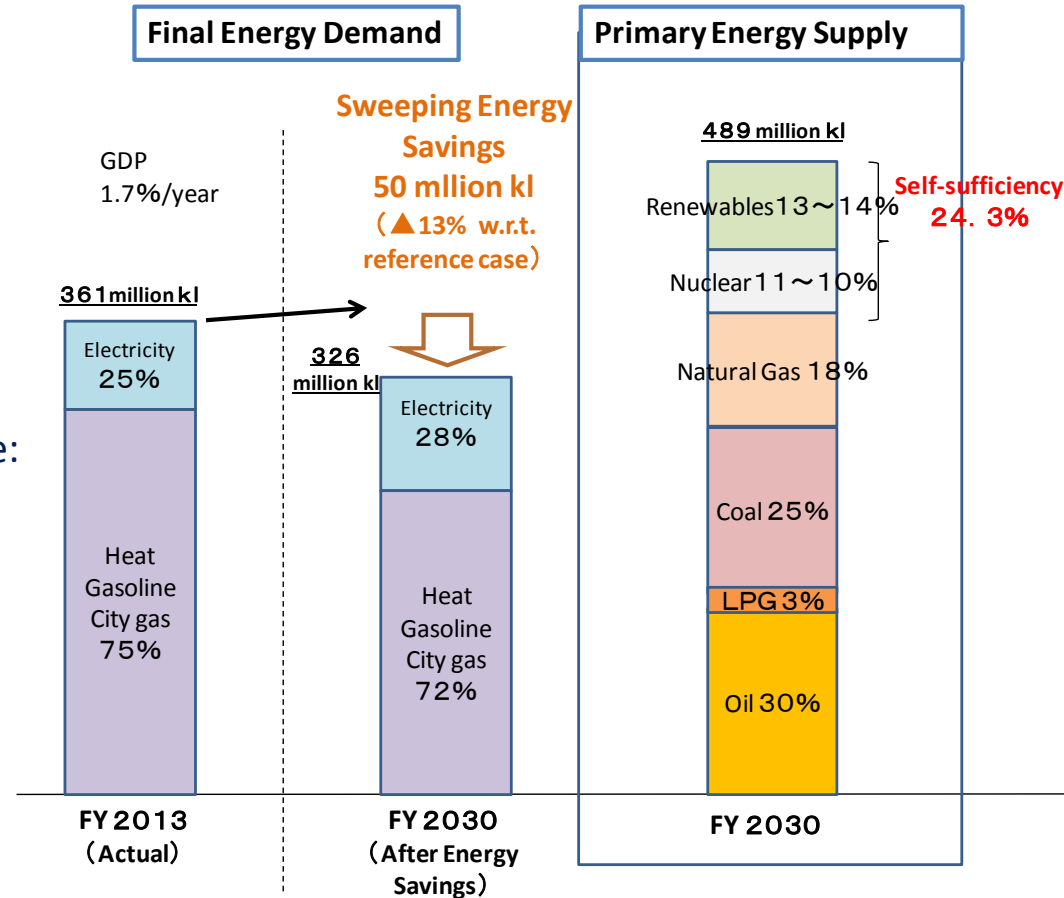 Final Energy Demand
Primary Energy Supply
GDP
1.7%/year
Sweeping Energy
Savings
50 mllion kl
（▲13% w.r.t.
reference case）
361million kl
Electricity
25%
Heat
Gasoline
City gas
75%
e:
326
million kl
Electricity
28%
Heat
Gasoline
City gas
72%
489 million kl
Renewables13～14%
Nuclear11～10%
Self-sufficiency
24. 3%
Natural Gas 18%
Coal 25%
LPG 3%
Oil 30%
FY 2013
（Actual）
FY 2030
（After Energy
Savings）
FY 2030